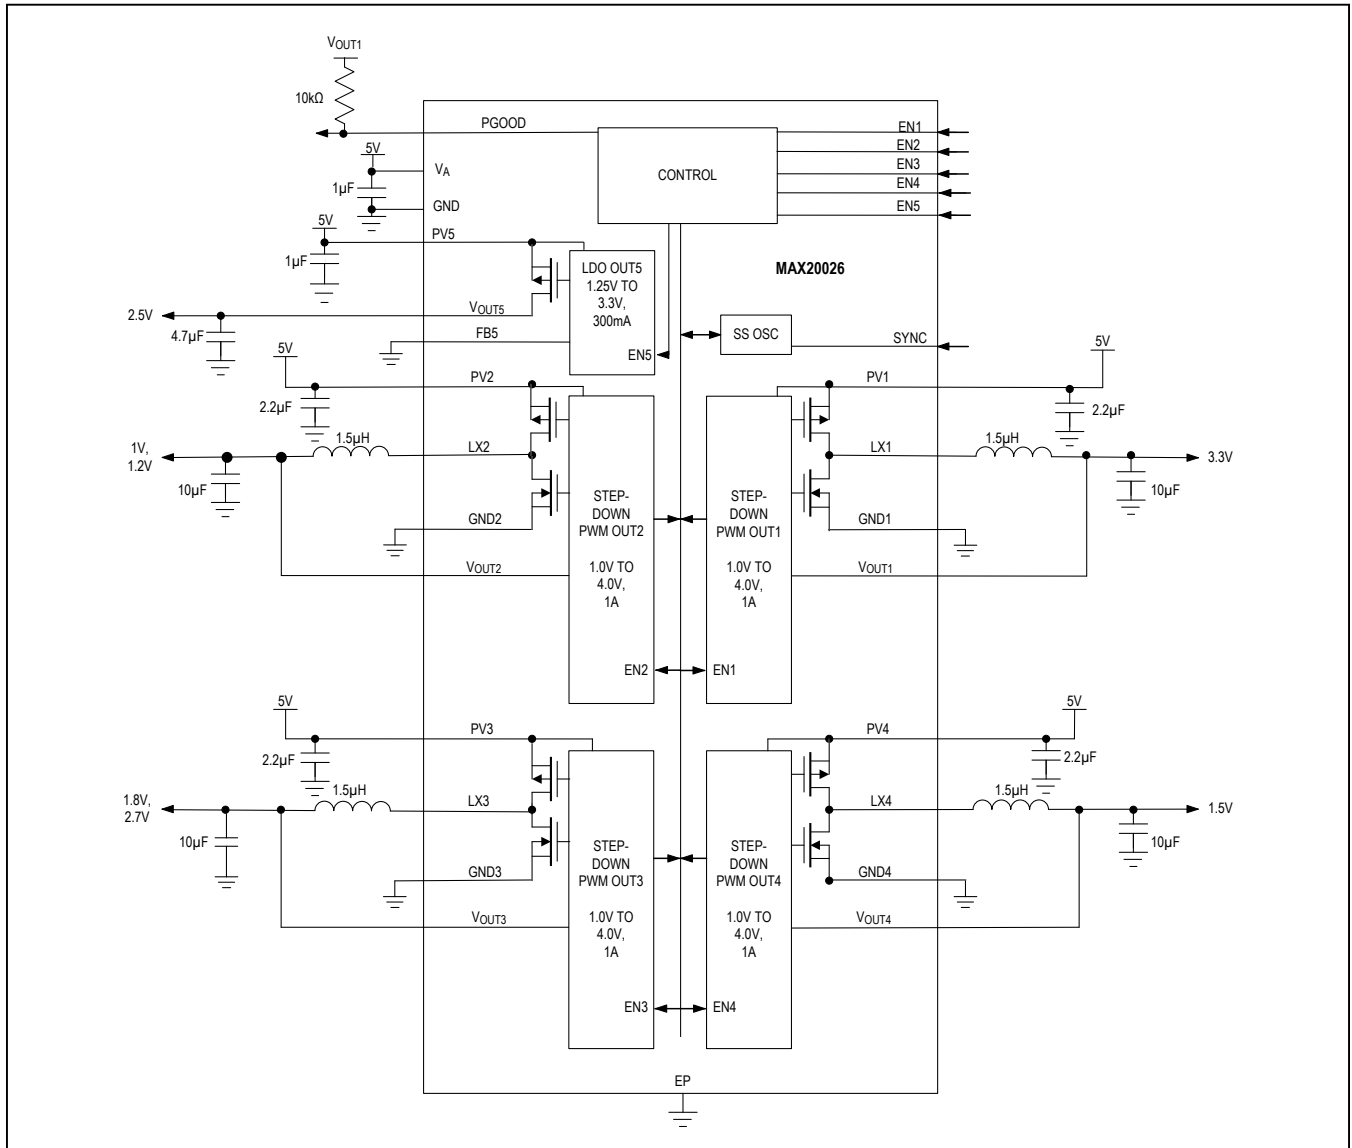 VOUT1
10kΩ
PGOOD
EN1
EN2
EN3
EN4
EN5
CONTROL
5V
VA
1µF
GND
5V
PV5
1µF
LDO OUT5
1.25V TO
3.3V,
300mA
MAX20026
2.5V
VOUT5
4.7µF
FB5
EN5
SS OSC
SYNC
5V
PV2
2.2µF
1V,
1.2V
1.5µH
LX2
10µF
GND2
STEP-
DOWN
PWM OUT2
1.0V TO
4.0V,
1A
VOUT2
EN2
5V
PV1
2.2µF
1.5µH
LX1
3.3V
10µF
GND1
STEP-
DOWN
PWM OUT1
1.0V TO
4.0V,
1A
VOUT1
EN1
5V
PV3
2.2µF
1.8V,
2.7V
1.5µH
LX3
10µF
GND3
STEP-
DOWN
PWM OUT3
1.0V TO
4.0V,
1A
VOUT3
EN3
5V
PV4
2.2µF
1.5µH
LX4
1.5V
10µF
GND4
STEP-
DOWN
PWM OUT4
1.0V TO
4.0V,
1A
VOUT4
EN4
EP